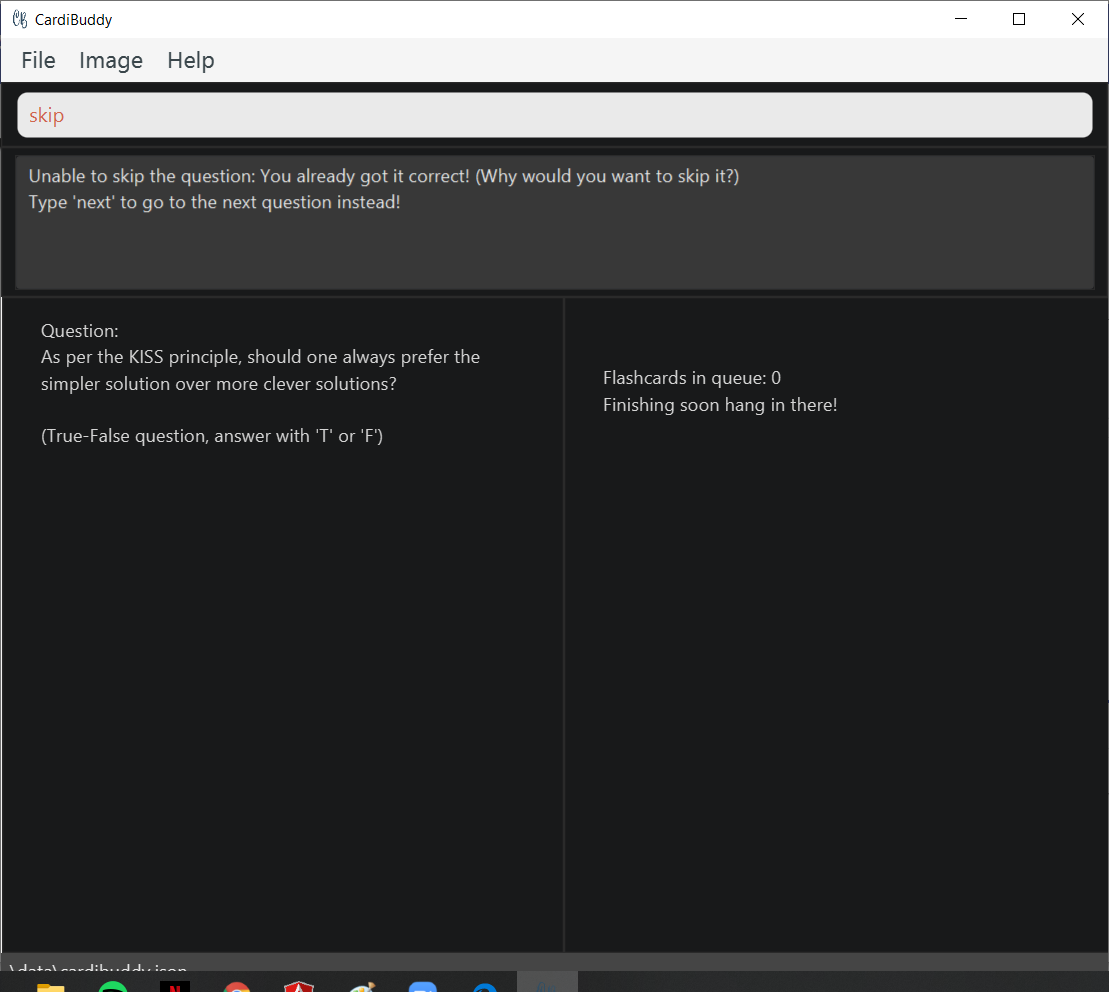 CardiBuddy
File Image Help
skip
Unable to skip the question: You already got it correct! (Why would you want to skip it?)
Type 'next' to go to the next question instead!
Question:
As per the KISS principle, should one always prefer the
simpler solution over more clever solutions?
(True-False question, answer with 'T' or 'F')
Flashcards in queue: 0
Finishing soon hang in there!
\data\cardibuddy.json